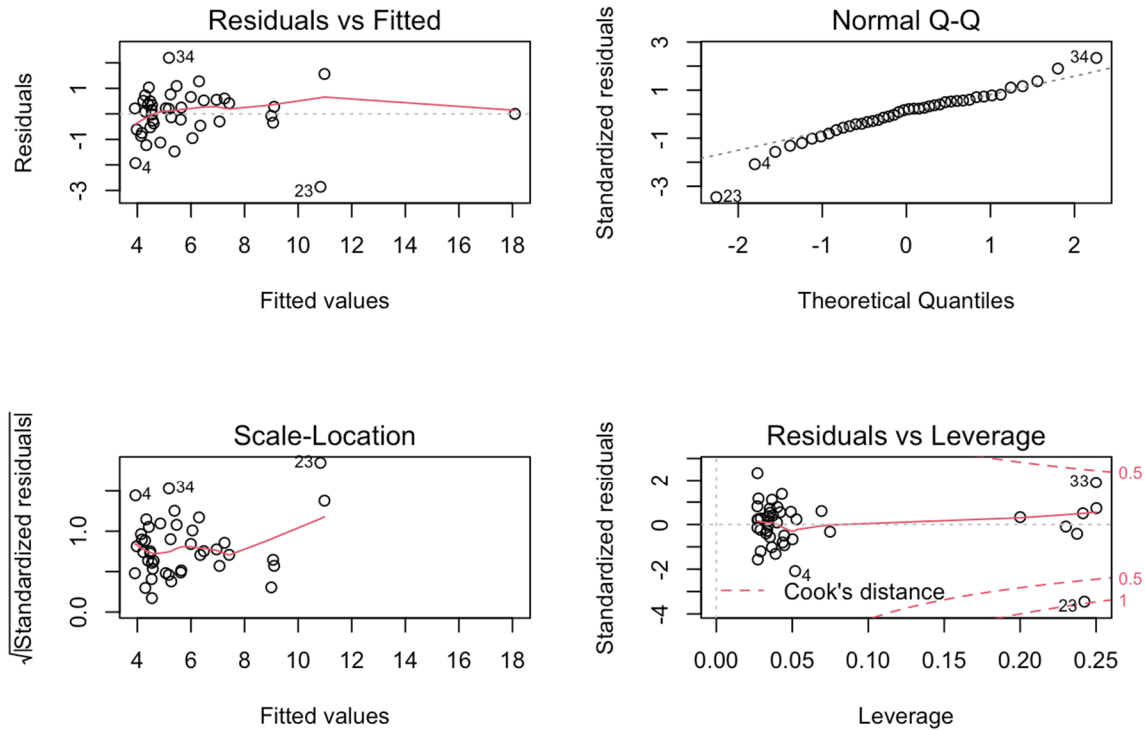 Residuals vs Fitted
Residuals
1
-1
-3
34
4
23
4 6 8 10 12 14 16 18
Fitted values
Normal Q-Q
Standardized residuals
3
1
-1
-3
34
4
23
-2 -1 0 1 2
Theoretical Quantiles
Scale-Location
√|Standardized residuals|
1.0
0.0
23
4
34
4 6 8 10 12 14 16 18
Fitted values
Residuals vs Leverage
Standardized residuals
2
0
-2
-4
0.5
33
4
0.5
Cook's distance
1
23
0.00 0.05 0.10 0.15 0.20 0.25
Leverage